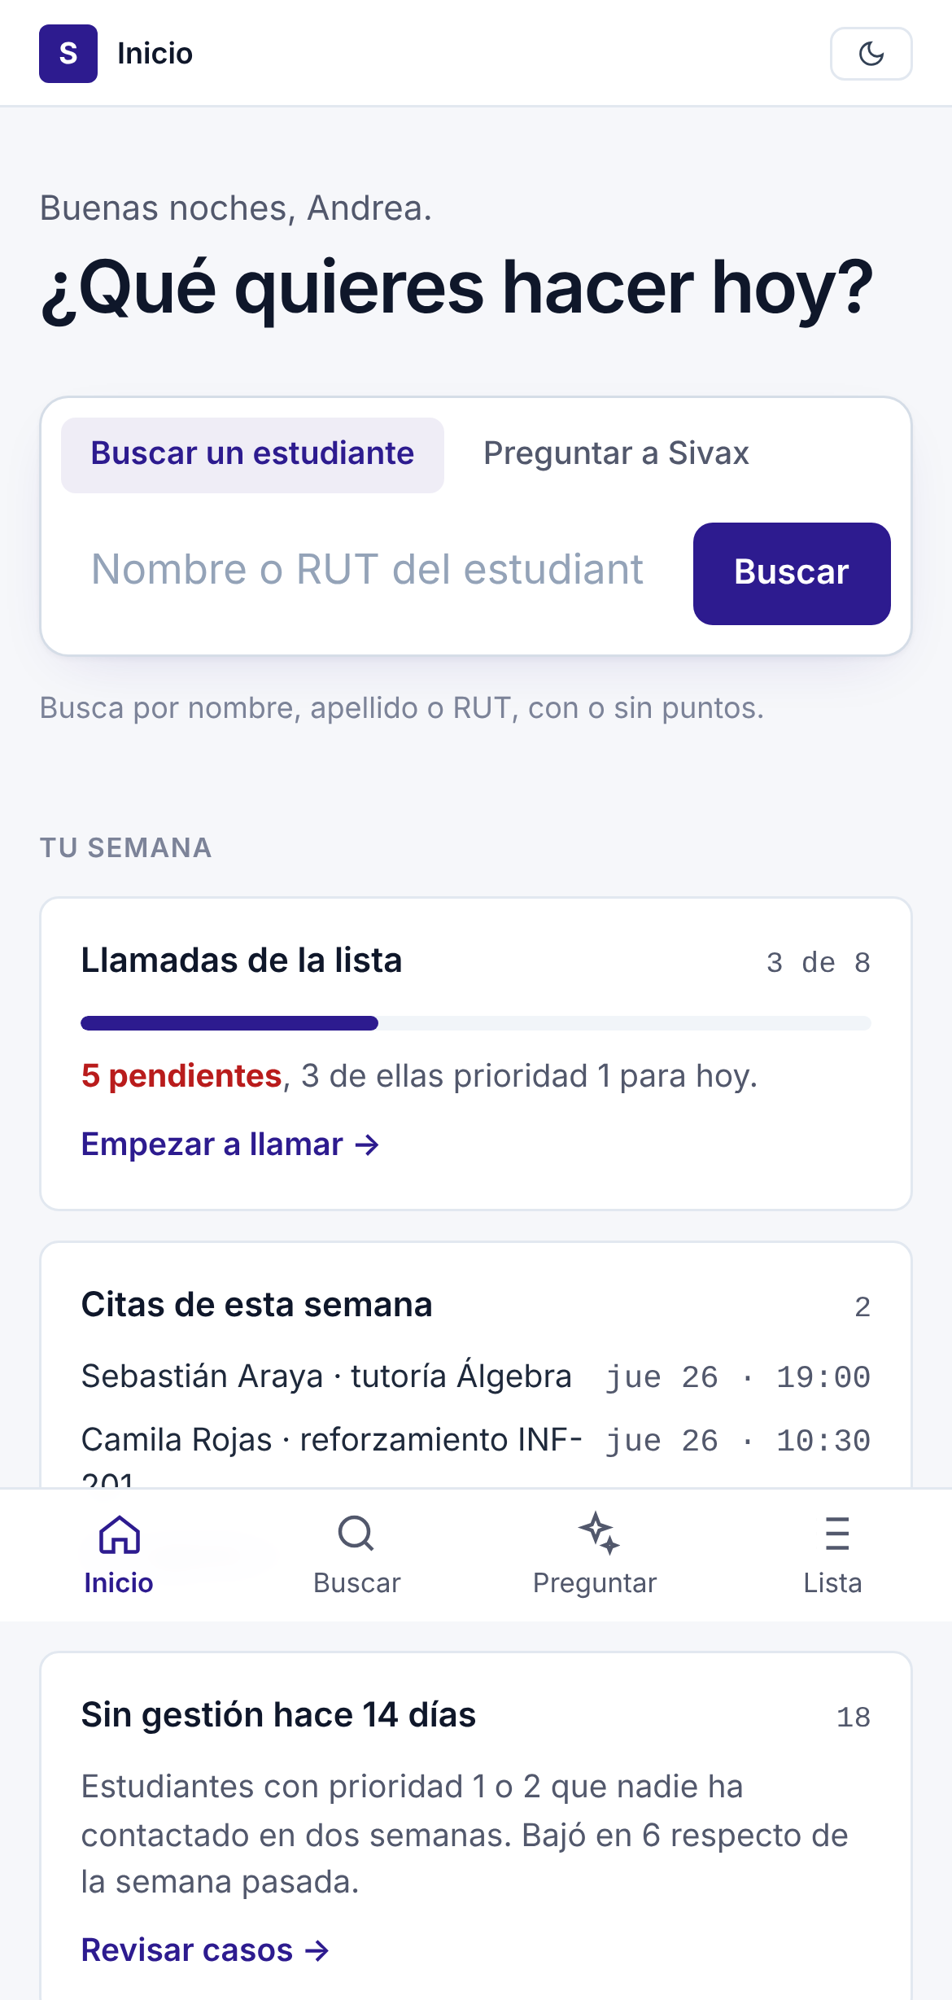 S Inicio
Buenas noches, Andrea.
¿Qué quieres hacer hoy?
Buscar un estudiante Preguntar a Sivax
Nombre o RUT del estudiant Buscar
Busca por nombre, apellido o RUT, con o sin puntos.
TU SEMANA
Llamadas de la lista 3 de 8
5 pendientes, 3 de ellas prioridad 1 para hoy.
Empezar a llamar →
Citas de esta semana 2
Sebastián Araya · tutoría Álgebra jue 26 · 19:00
Camila Rojas · reforzamiento INF- jue 26 · 10:30
201
Inicio Buscar Preguntar Lista
Sin gestión hace 14 días 18
Estudiantes con prioridad 1 o 2 que nadie ha
contactado en dos semanas. Bajó en 6 respecto de
la semana pasada.
Revisar casos →